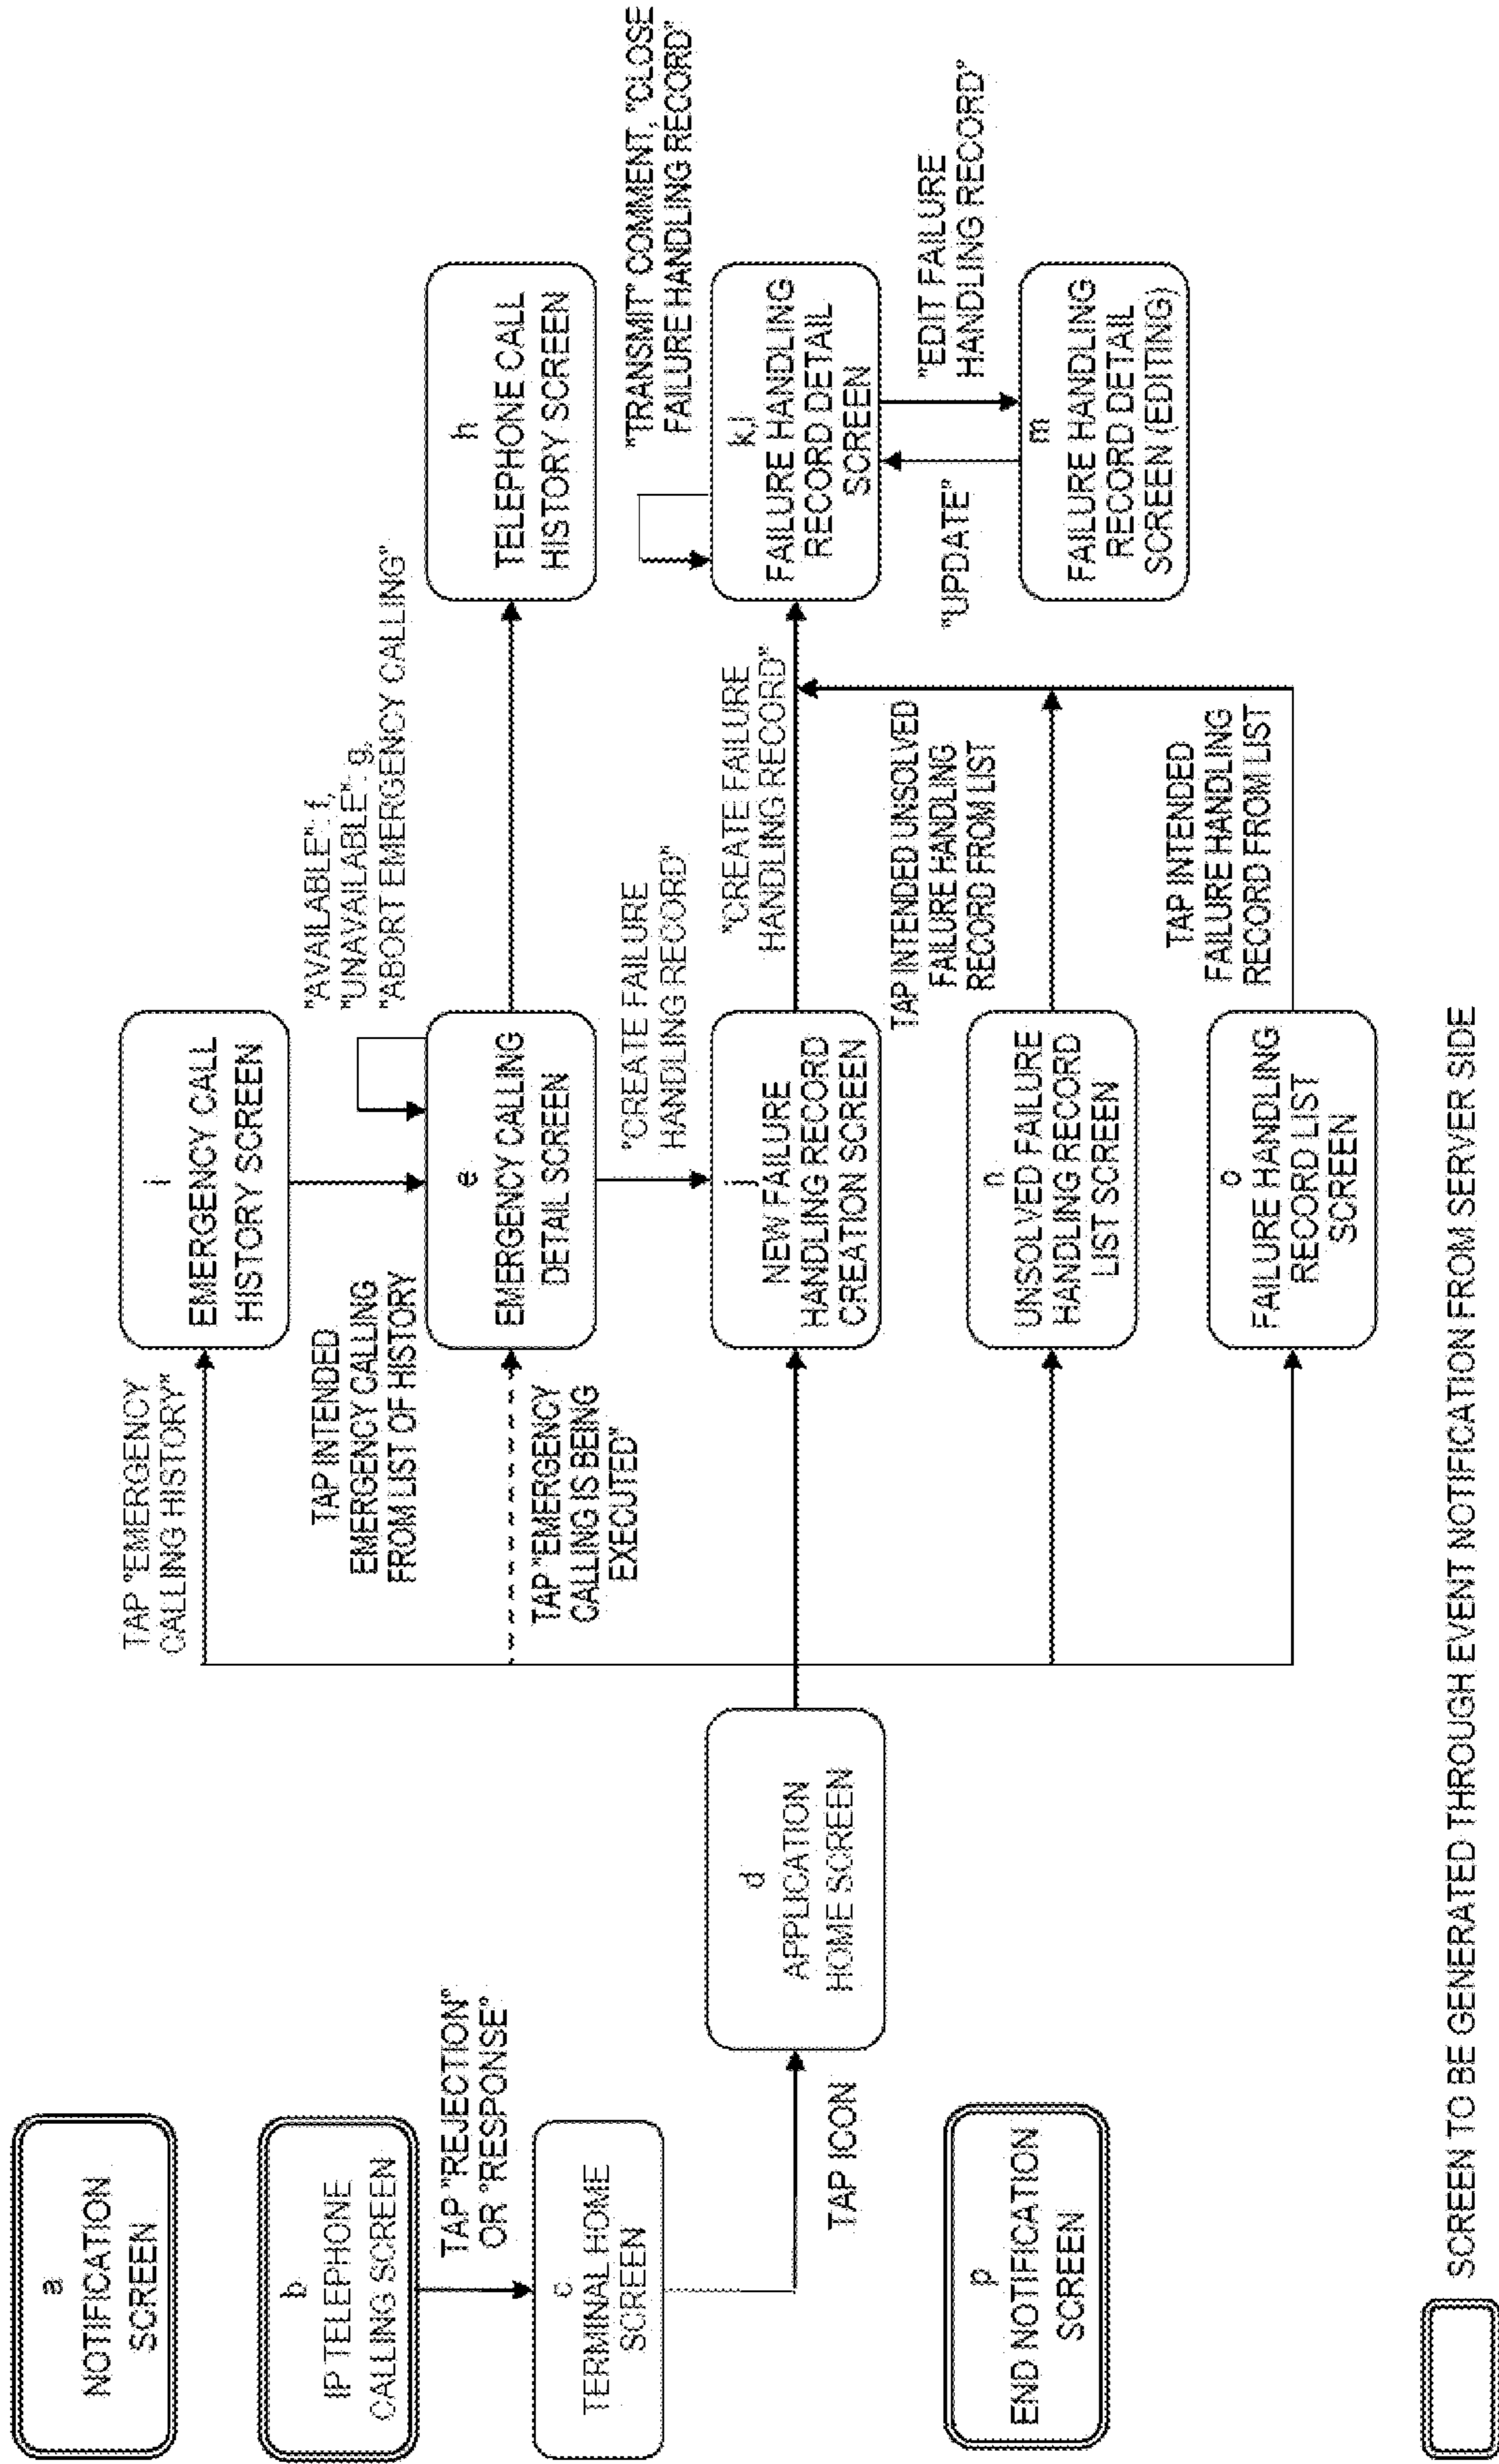 a
NOTIFICATION
SCREEN
b
IP TELEPHONE
CALLING SCREEN
TAP "REJECTION"
OR "RESPONSE"
c
TERMINAL HOME
SCREEN
TAP ICON
d
APPLICATION
HOME SCREEN
p
END NOTIFICATION
SCREEN
TAP "EMERGENCY
CALLING HISTORY"
i
EMERGENCY CALL
HISTORY SCREEN
TAP INTENDED
EMERGENCY CALLING
FROM LIST OF HISTORY
TAP "EMERGENCY
CALLING IS BEING
EXECUTED"
e
EMERGENCY CALLING
DETAIL SCREEN
"AVAILABLE": f,
"UNAVAILABLE": g,
"ABORT EMERGENCY CALLING"
h
TELEPHONE CALL
HISTORY SCREEN
"CREATE FAILURE
HANDLING RECORD"
j
NEW FAILURE
HANDLING RECORD
CREATION SCREEN
"CREATE FAILURE
HANDLING RECORD"
"TRANSMIT" COMMENT, "CLOSE
FAILURE HANDLING RECORD"
k,l
FAILURE HANDLING
RECORD DETAIL
SCREEN
"UPDATE"
"EDIT FAILURE
HANDLING RECORD"
m
FAILURE HANDLING
RECORD DETAIL
SCREEN (EDITING)
n
UNSOLVED FAILURE
HANDLING RECORD
LIST SCREEN
TAP INTENDED UNSOLVED
FAILURE HANDLING
RECORD FROM LIST
o
FAILURE HANDLING
RECORD LIST
SCREEN
TAP INTENDED
FAILURE HANDLING
RECORD FROM LIST
SCREEN TO BE GENERATED THROUGH EVENT NOTIFICATION FROM SERVER SIDE